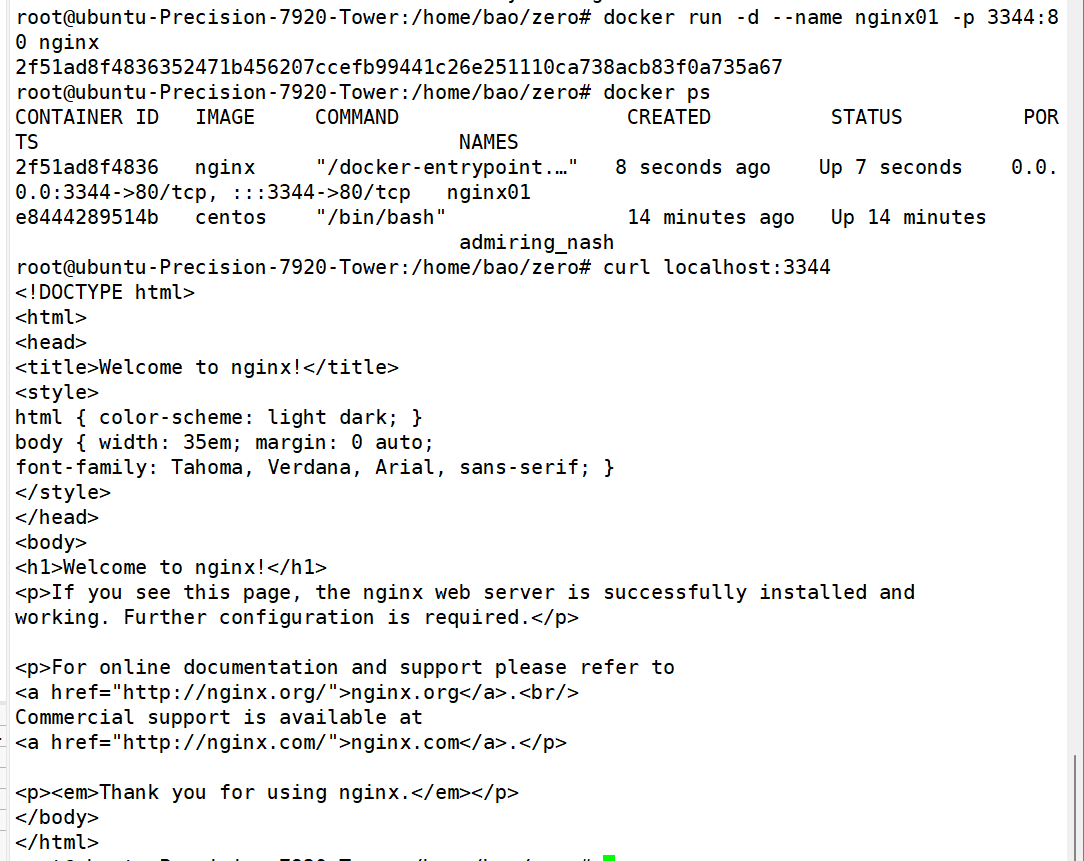 root@ubuntu-Precision-7920-Tower:/home/bao/zero# docker run -d --name nginx01 -p 3344:8
0 nginx
2f51ad8f4836352471b456207ccefb99441c26e251110ca738acb83f0a735a67
root@ubuntu-Precision-7920-Tower:/home/bao/zero# docker ps
CONTAINER ID   IMAGE     COMMAND                   CREATED          STATUS          POR
TS                                     NAMES
2f51ad8f4836   nginx     "/docker-entrypoint.…"   8 seconds ago    Up 7 seconds    0.0.
0.0:3344->80/tcp, :::3344->80/tcp   nginx01
e8444289514b   centos    "/bin/bash"               14 minutes ago   Up 14 minutes
                                     admiring_nash
root@ubuntu-Precision-7920-Tower:/home/bao/zero# curl localhost:3344
<!DOCTYPE html>
<html>
<head>
<title>Welcome to nginx!</title>
<style>
html { color-scheme: light dark; }
body { width: 35em; margin: 0 auto;
font-family: Tahoma, Verdana, Arial, sans-serif; }
</style>
</head>
<body>
<h1>Welcome to nginx!</h1>
<p>If you see this page, the nginx web server is successfully installed and
working. Further configuration is required.</p>

<p>For online documentation and support please refer to
<a href="http://nginx.org/">nginx.org</a>.<br/>
Commercial support is available at
<a href="http://nginx.com/">nginx.com</a>.</p>

<p><em>Thank you for using nginx.</em></p>
</body>
</html>